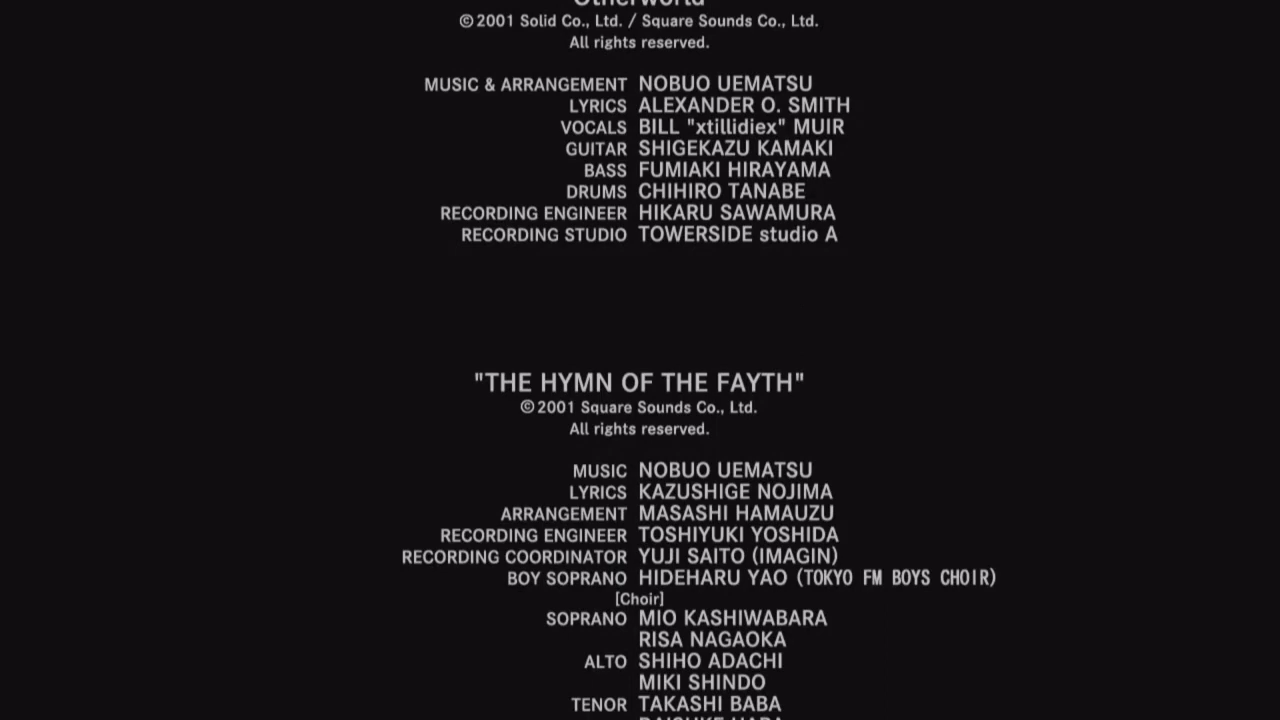 Otherworld
©2001 Solid Co., Ltd. / Square Sounds Co., Ltd.
All rights reserved.
MUSIC & ARRANGEMENT NOBUO UEMATSU
LYRICS ALEXANDER O. SMITH
VOCALS BILL "xtillidiex" MUIR
GUITAR SHIGEKAZU KAMAKI
BASS FUMIAKI HIRAYAMA
DRUMS CHIHIRO TANABE
RECORDING ENGINEER HIKARU SAWAMURA
RECORDING STUDIO TOWERSIDE studio A
"THE HYMN OF THE FAYTH"
©2001 Square Sounds Co., Ltd.
All rights reserved.
MUSIC NOBUO UEMATSU
LYRICS KAZUSHIGE NOJIMA
ARRANGEMENT MASASHI HAMAUZU
RECORDING ENGINEER TOSHIYUKI YOSHIDA
RECORDING COORDINATOR YUJI SAITO (IMAGIN)
BOY SOPRANO HIDEHARU YAO (TOKYO FM BOYS CHOIR)
[Choir]
SOPRANO MIO KASHIWABARA
RISA NAGAOKA
ALTO SHIHO ADACHI
MIKI SHINDO
TENOR TAKASHI BABA